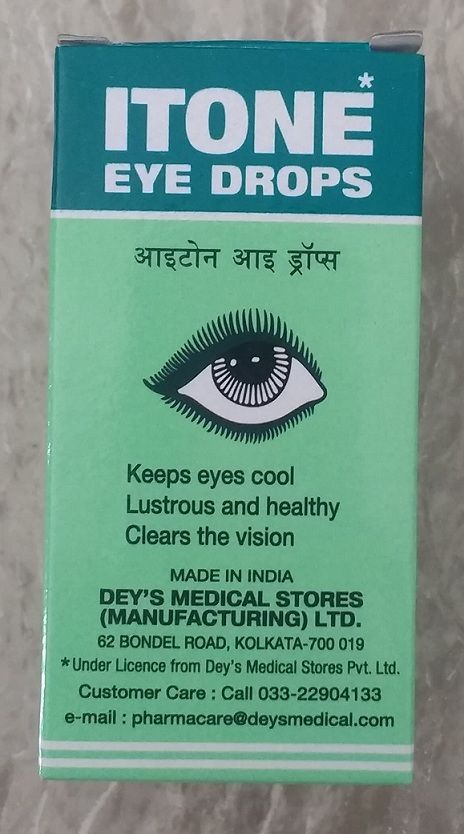 ITONE*
EYE DROPS
आइटोन आइ ड्रॉप्स
Keeps eyes cool
Lustrous and healthy
Clears the vision
MADE IN INDIA
DEY'S MEDICAL STORES
(MANUFACTURING) LTD.
62 BONDEL ROAD, KOLKATA-700 019
*Under Licence from Dey's Medical Stores Pvt. Ltd.
Customer Care : Call 033-22904133
e-mail : pharmacare@deysmedical.com